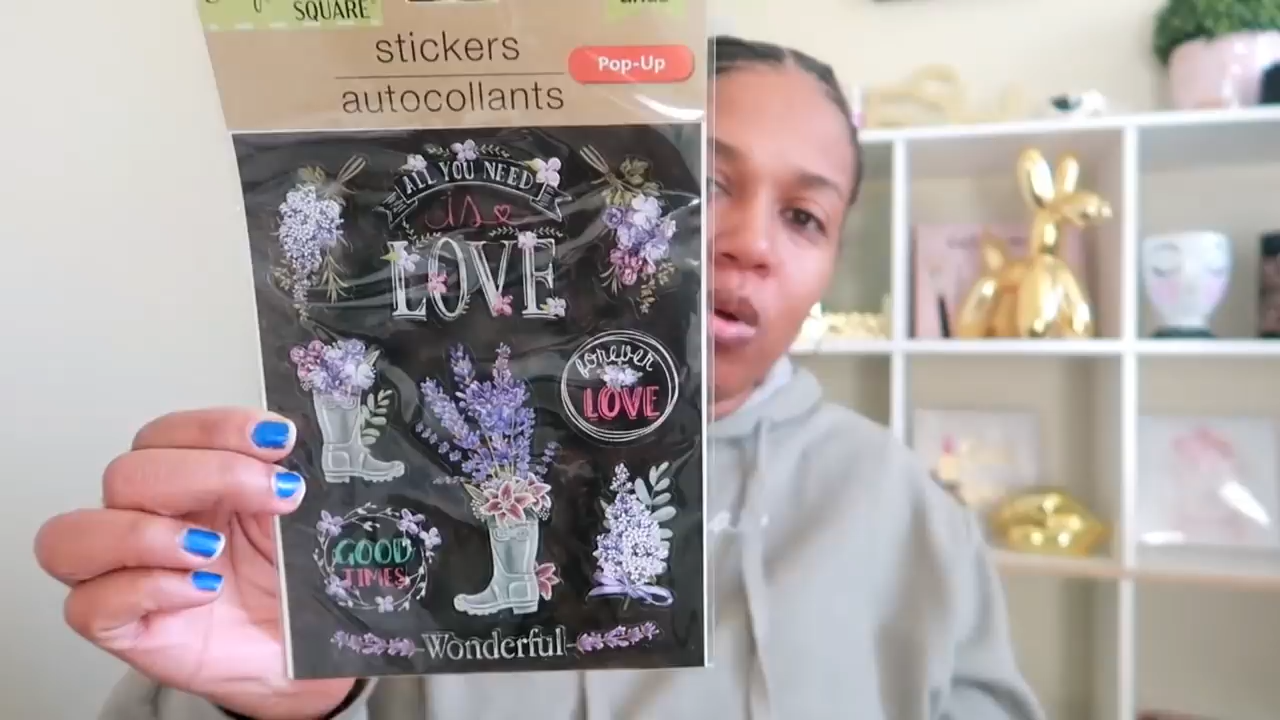 SQUARE
stickers
Pop-Up
autocollants
ALL YOU NEED
is
LOVE
forever
LOVE
GOOD
TIMES
Wonderful